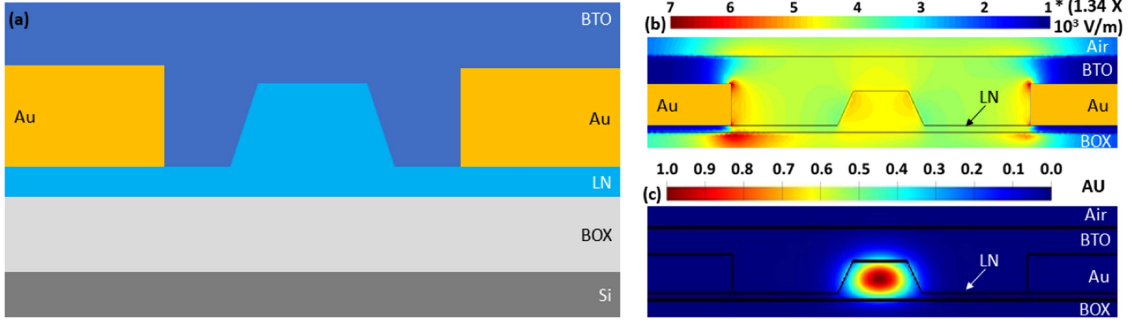 (a)
BTO
Au
Au
LN
BOX
Si
(b)
7 6 5 4 3 2 1 * (1.34 X
10³ V/m)
Air
BTO
Au
LN
Au
BOX
1.0 0.9 0.8 0.7 0.6 0.5 0.4 0.3 0.2 0.1 0.0
(c)
AU
Air
BTO
LN
Au
BOX